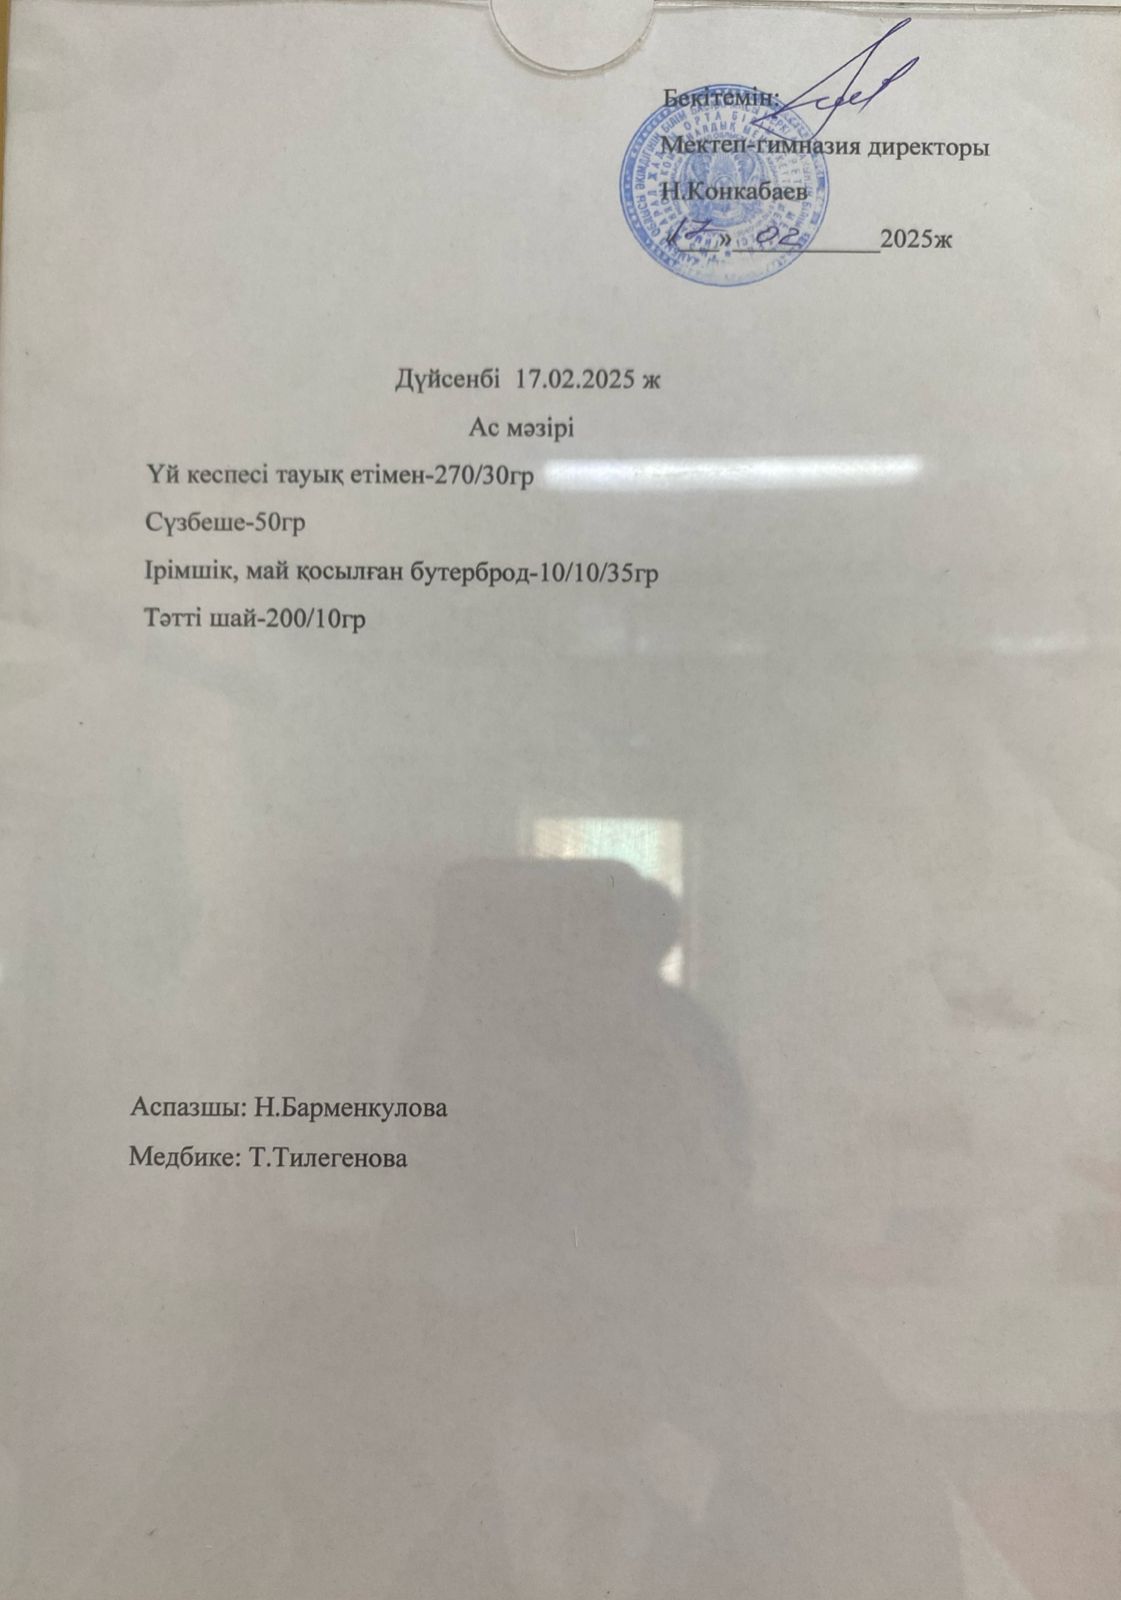 Бекітемін:
Мектеп-гимназия директоры
Н.Конкабаев
«17» 02 2025ж
Дүйсенбі 17.02.2025 ж
Ас мәзірі
Үй кеспесі тауық етімен-270/30гр
Сүзбеше-50гр
Ірімшік, май қосылған бутерброд-10/10/35гр
Тәтті шай-200/10гр
Аспазшы: Н.Барменкулова
Медбике: Т.Тилегенова